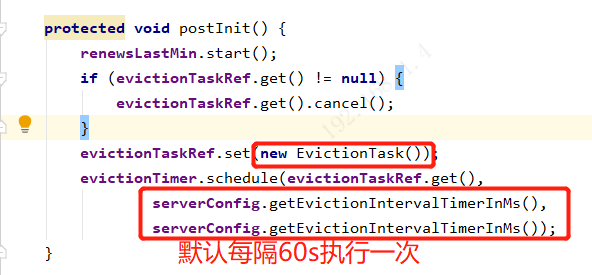 protected void postInit() {
renewsLastMin.start();
if (evictionTaskRef.get() != null) {
evictionTaskRef.get().cancel();
}
evictionTaskRef.set(new EvictionTask());
evictionTimer.schedule(evictionTaskRef.get(),
serverConfig.getEvictionIntervalTimerInMs(),
serverConfig.getEvictionIntervalTimerInMs());
默认每隔60s执行一次
}